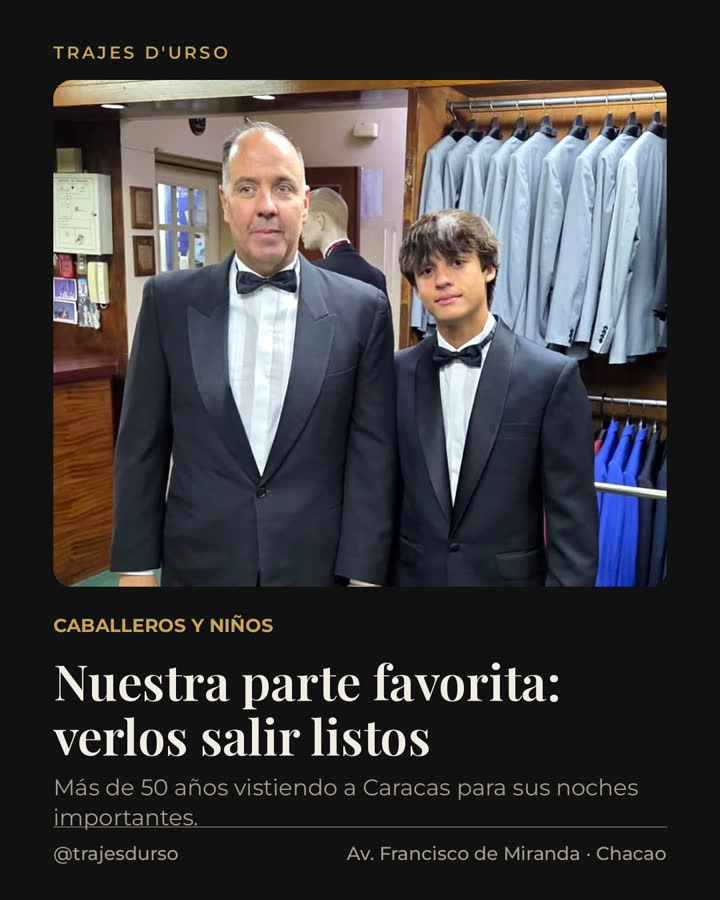 TRAJES D'URSO
CABALLEROS Y NIÑOS
Nuestra parte favorita:
verlos salir listos
Más de 50 años vistiendo a Caracas para sus noches
importantes.
@trajesdurso
Av. Francisco de Miranda · Chacao